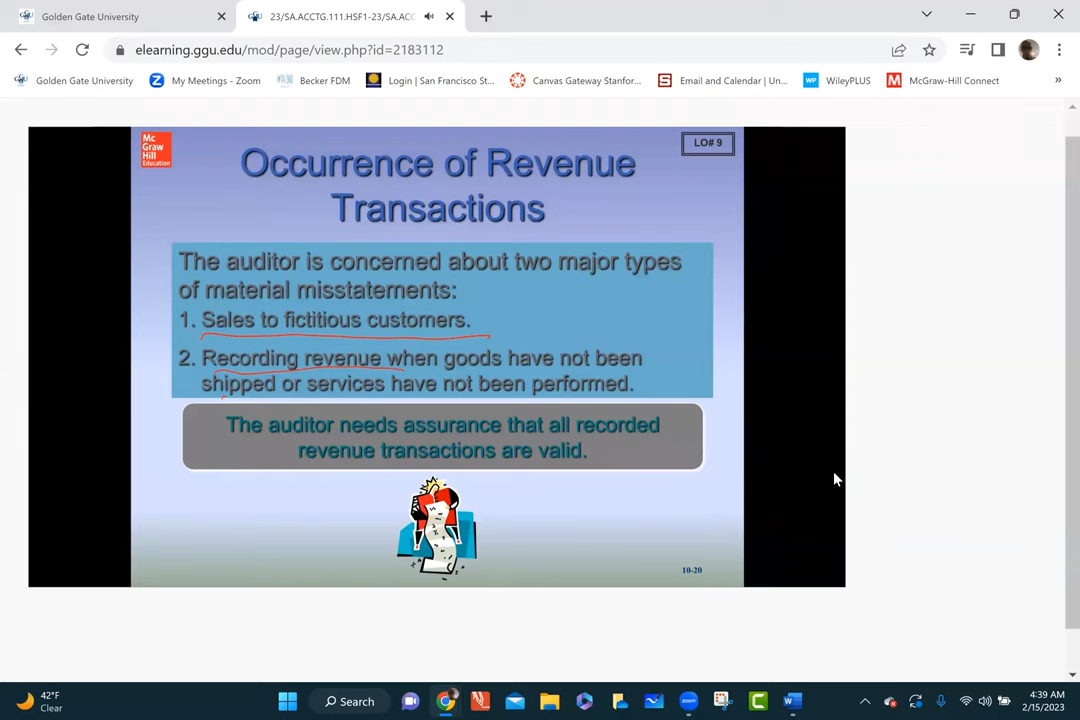 Golden Gate University
23/SA.ACCTG.111.HSF1-23/SA.ACC
elearning.ggu.edu/mod/page/view.php?id=2183112
Golden Gate University
My Meetings - Zoom
Becker FDM
Login | San Francisco St...
Canvas Gateway Stanfor...
Email and Calendar | Un...
WP WileyPLUS
M McGraw-Hill Connect
»
Mc
Graw
Hill
Education
LO# 9
Occurrence of Revenue
Transactions
The auditor is concerned about two major types
of material misstatements:
1. Sales to fictitious customers.
2. Recording revenue when goods have not been
shipped or services have not been performed.
The auditor needs assurance that all recorded
revenue transactions are valid.
10-20
42°F
Clear
Search
zoom
4:39 AM
2/15/2023